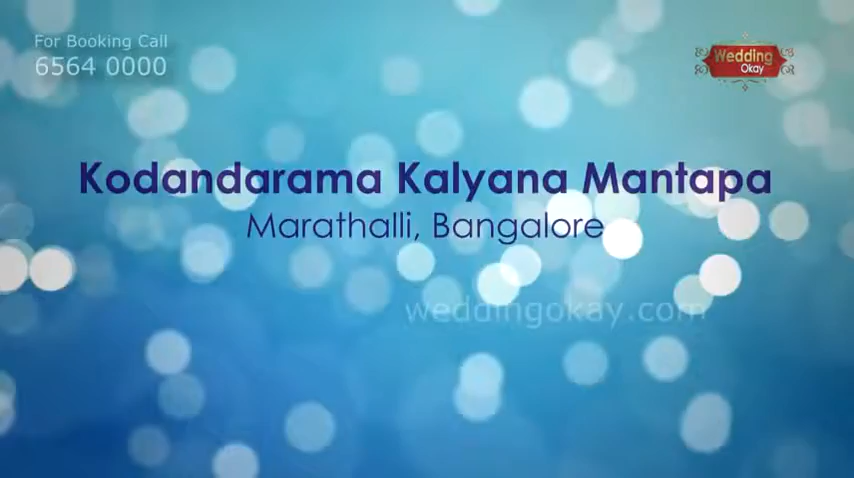 For Booking Call
6564 0000
Wedding
Okay
Kodandarama Kalyana Mantapa
Marathalli, Bangalore
weddingokay.com